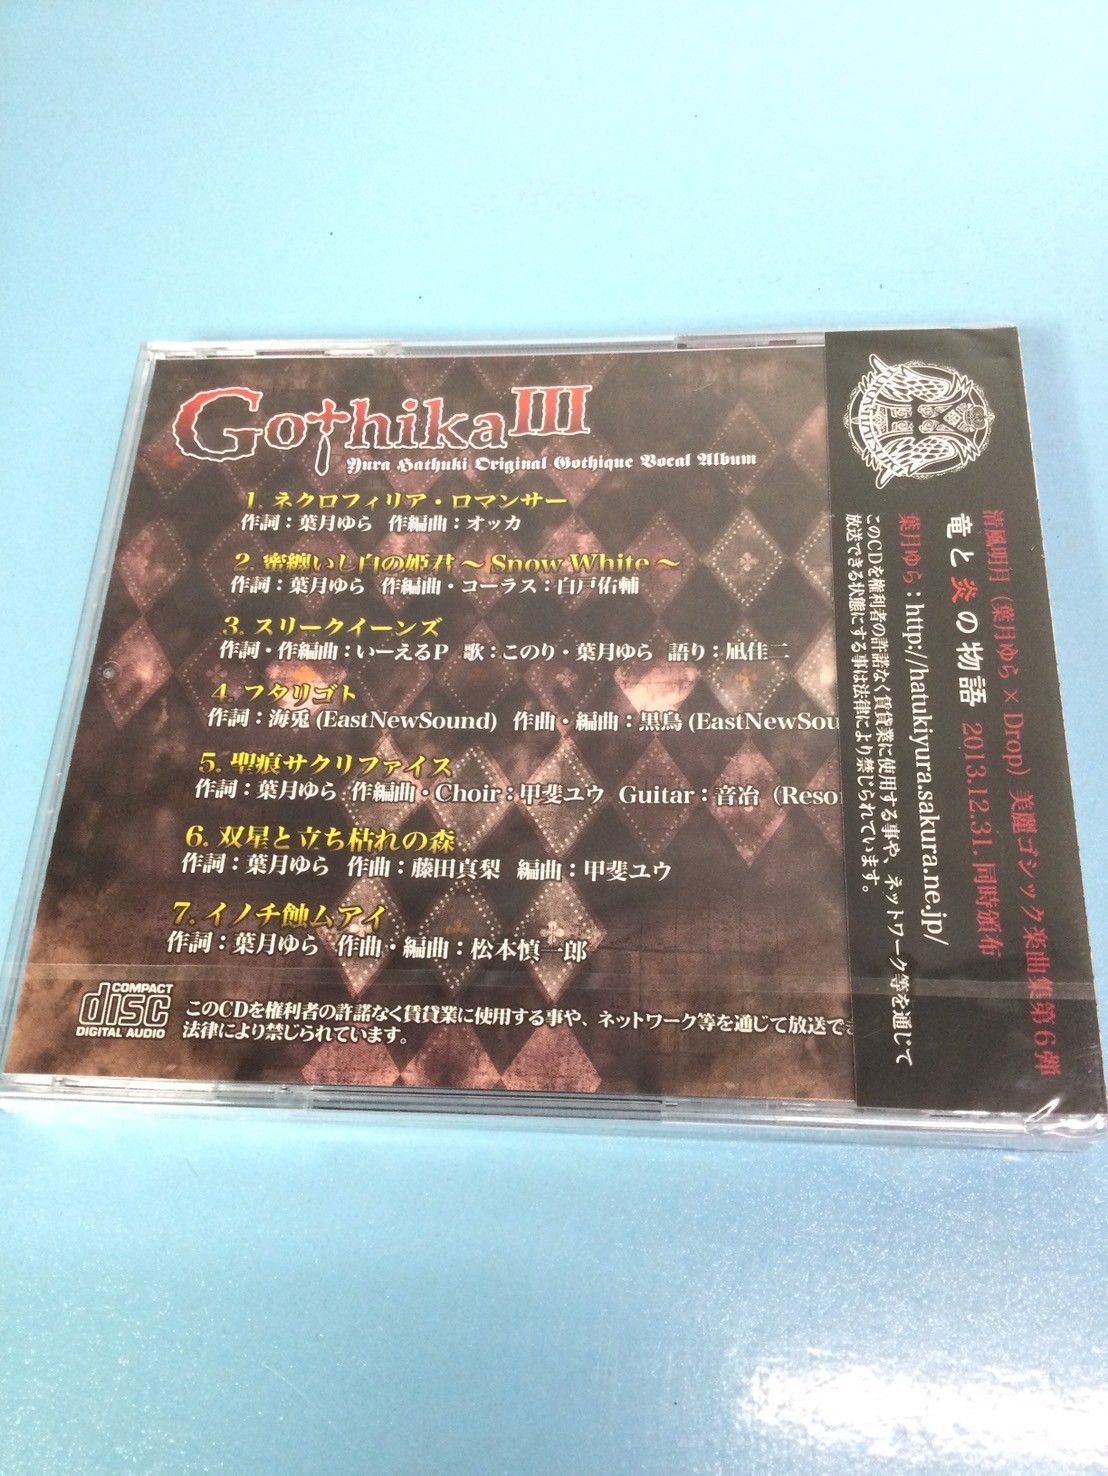 Gothika III
Yura Hatsuki Original Gothique Vocal Album
1. ネクロフィリア・ロマンサー
作詞：葉月ゆら 作編曲：オッカ
2. 蜜纏いし白の姫君 ～ Snow White ～
作詞：葉月ゆら 作編曲・コーラス：白戸佑輔
3. スリークイーンズ
作詞・作編曲：いーえるP 歌：このり・葉月ゆら 語り：凪佳二
4. フタリゴト
作詞：海兎 (EastNewSound) 作曲・編曲：黒鳥 (EastNewSou
5. 聖痕サクリファイス
作詞：葉月ゆら 作編曲・Choir：甲斐ユウ Guitar：音冶 (Reso
6. 双星と立ち枯れの森
作詞：葉月ゆら 作曲：藤田真梨 編曲：甲斐ユウ
7. イノチ蝕ムアイ
作詞：葉月ゆら 作曲・編曲：松本慎一郎
COMPACT
disc
DIGITAL AUDIO
このCDを権利者の許諾なく賃貸業に使用する事や、ネットワーク等を通じて放送でき
法律により禁じられています。
清風明月（葉月ゆら×Drop）美麗ゴシック楽曲集第6弾
竜と炎の物語 2013.12.31.同時頒布
葉月ゆら：http://hatukiyura.sakura.ne.jp/
このCDを権利者の許諾なく賃貸業に使用する事や、ネットワーク等を通じて
放送できる状態にする事は法律により禁じられています。